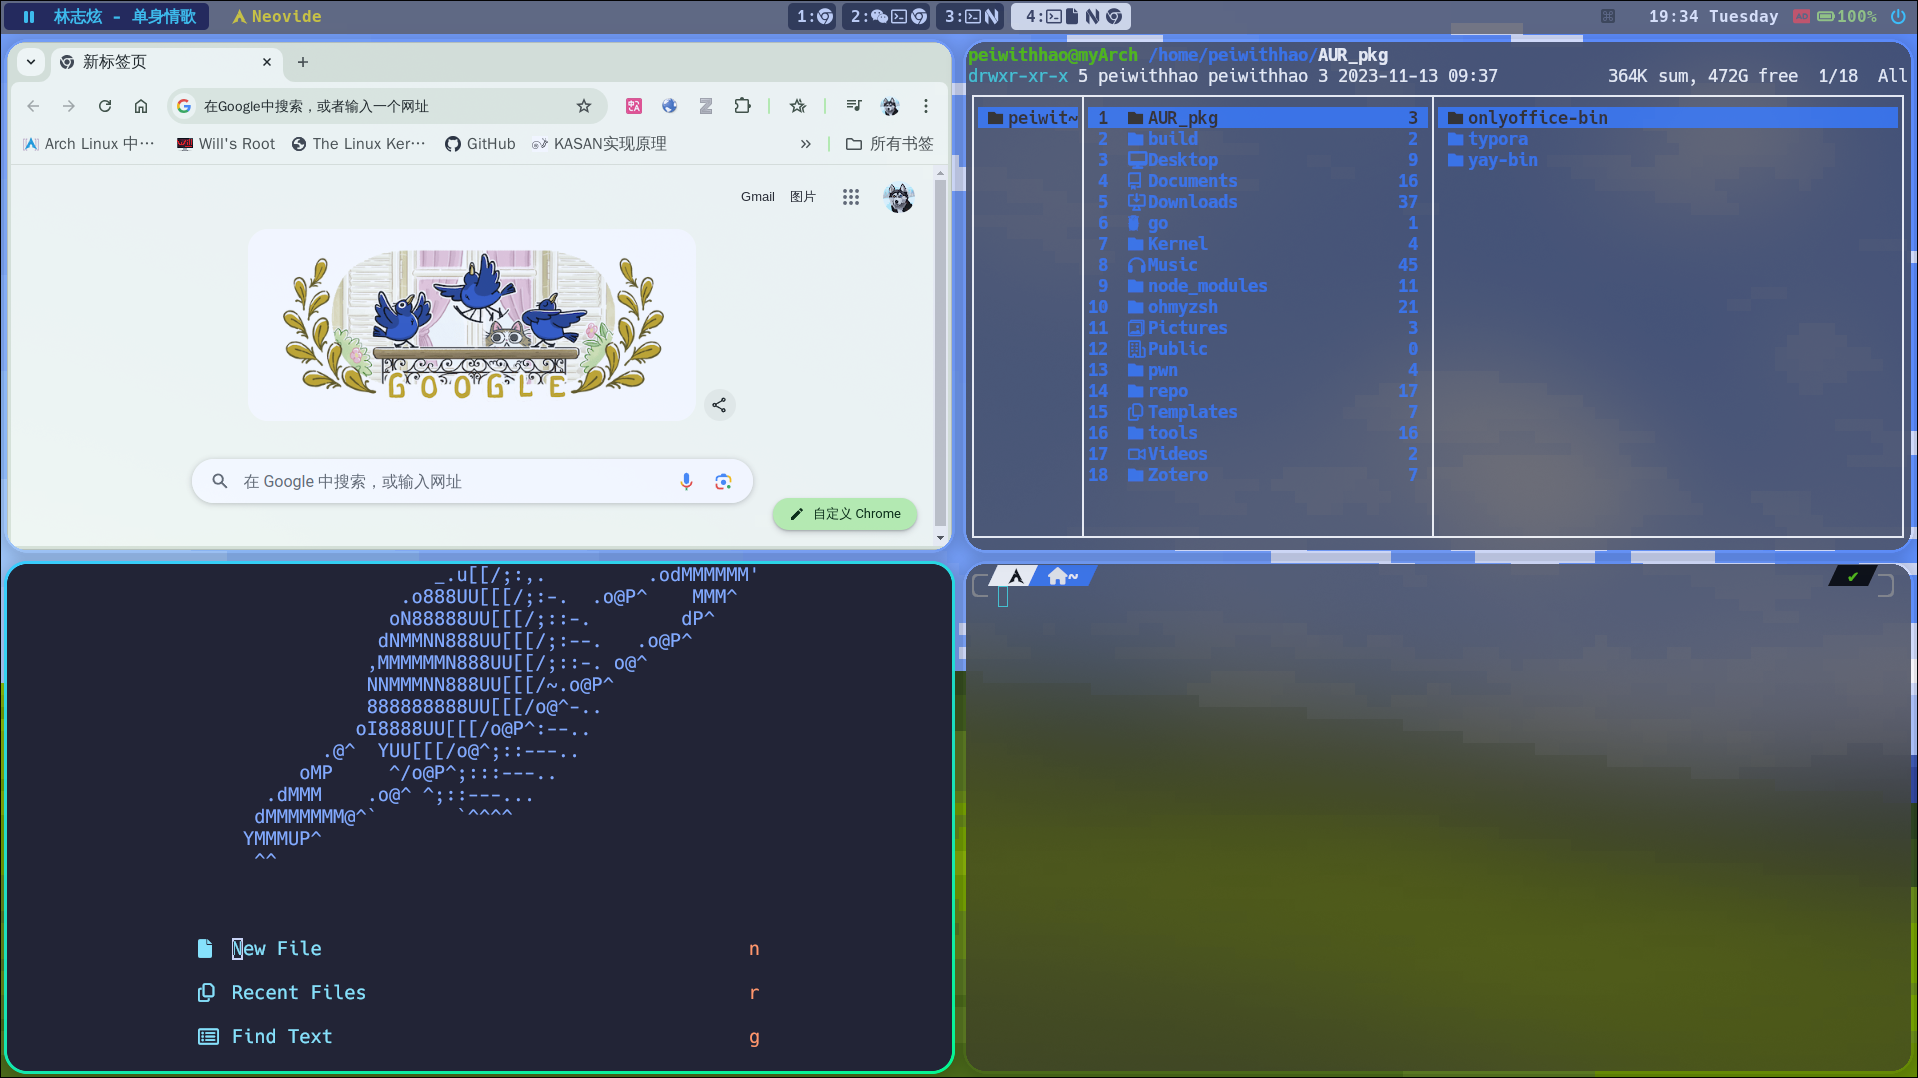 林志炫 - 单身情歌
Neovide
1:
2:
3:
4:
19:34 Tuesday
100%
新标签页
在Google中搜索，或者输入一个网址
Arch Linux 中···
Will's Root
The Linux Ker···
GitHub
KASAN实现原理
»
所有书签
Gmail
图片
GOOGLE
在 Google 中搜索，或输入网址
自定义 Chrome
peiwithhao@myArch /home/peiwithhao/AUR_pkg
drwxr-xr-x 5 peiwithhao peiwithhao 3 2023-11-13 09:37 364K sum, 472G free 1/18 All
peiwit~
1 AUR_pkg 3
2 build 2
3 Desktop 9
4 Documents 16
5 Downloads 37
6 go 1
7 Kernel 4
8 Music 45
9 node_modules 11
10 ohmyzsh 21
11 Pictures 3
12 Public 0
13 pwn 4
14 repo 17
15 Templates 7
16 tools 16
17 Videos 2
18 Zotero 7
onlyoffice-bin
typora
yay-bin
_.u[[/;:,.         .odMMMMMM'
.o888UU[[[/;:-.  .o@P^    MMM^
oN88888UU[[[/;::-.        dP^
dNMMNN888UU[[[/;:--.   .o@P^
,MMMMMMN888UU[[/;::-. o@^
NNMMMNN888UU[[[/~.o@P^
888888888UU[[[/o@^-..
oI8888UU[[[/o@P^:--..
.@^  YUU[[[/o@^;::---..
oMP     ^/o@P^;:::---..
.dMMM    .o@^ ^;::---...
dMMMMMMM@^`       `^^^^
YMMMUP^
^^
New File n
Recent Files r
Find Text g
~